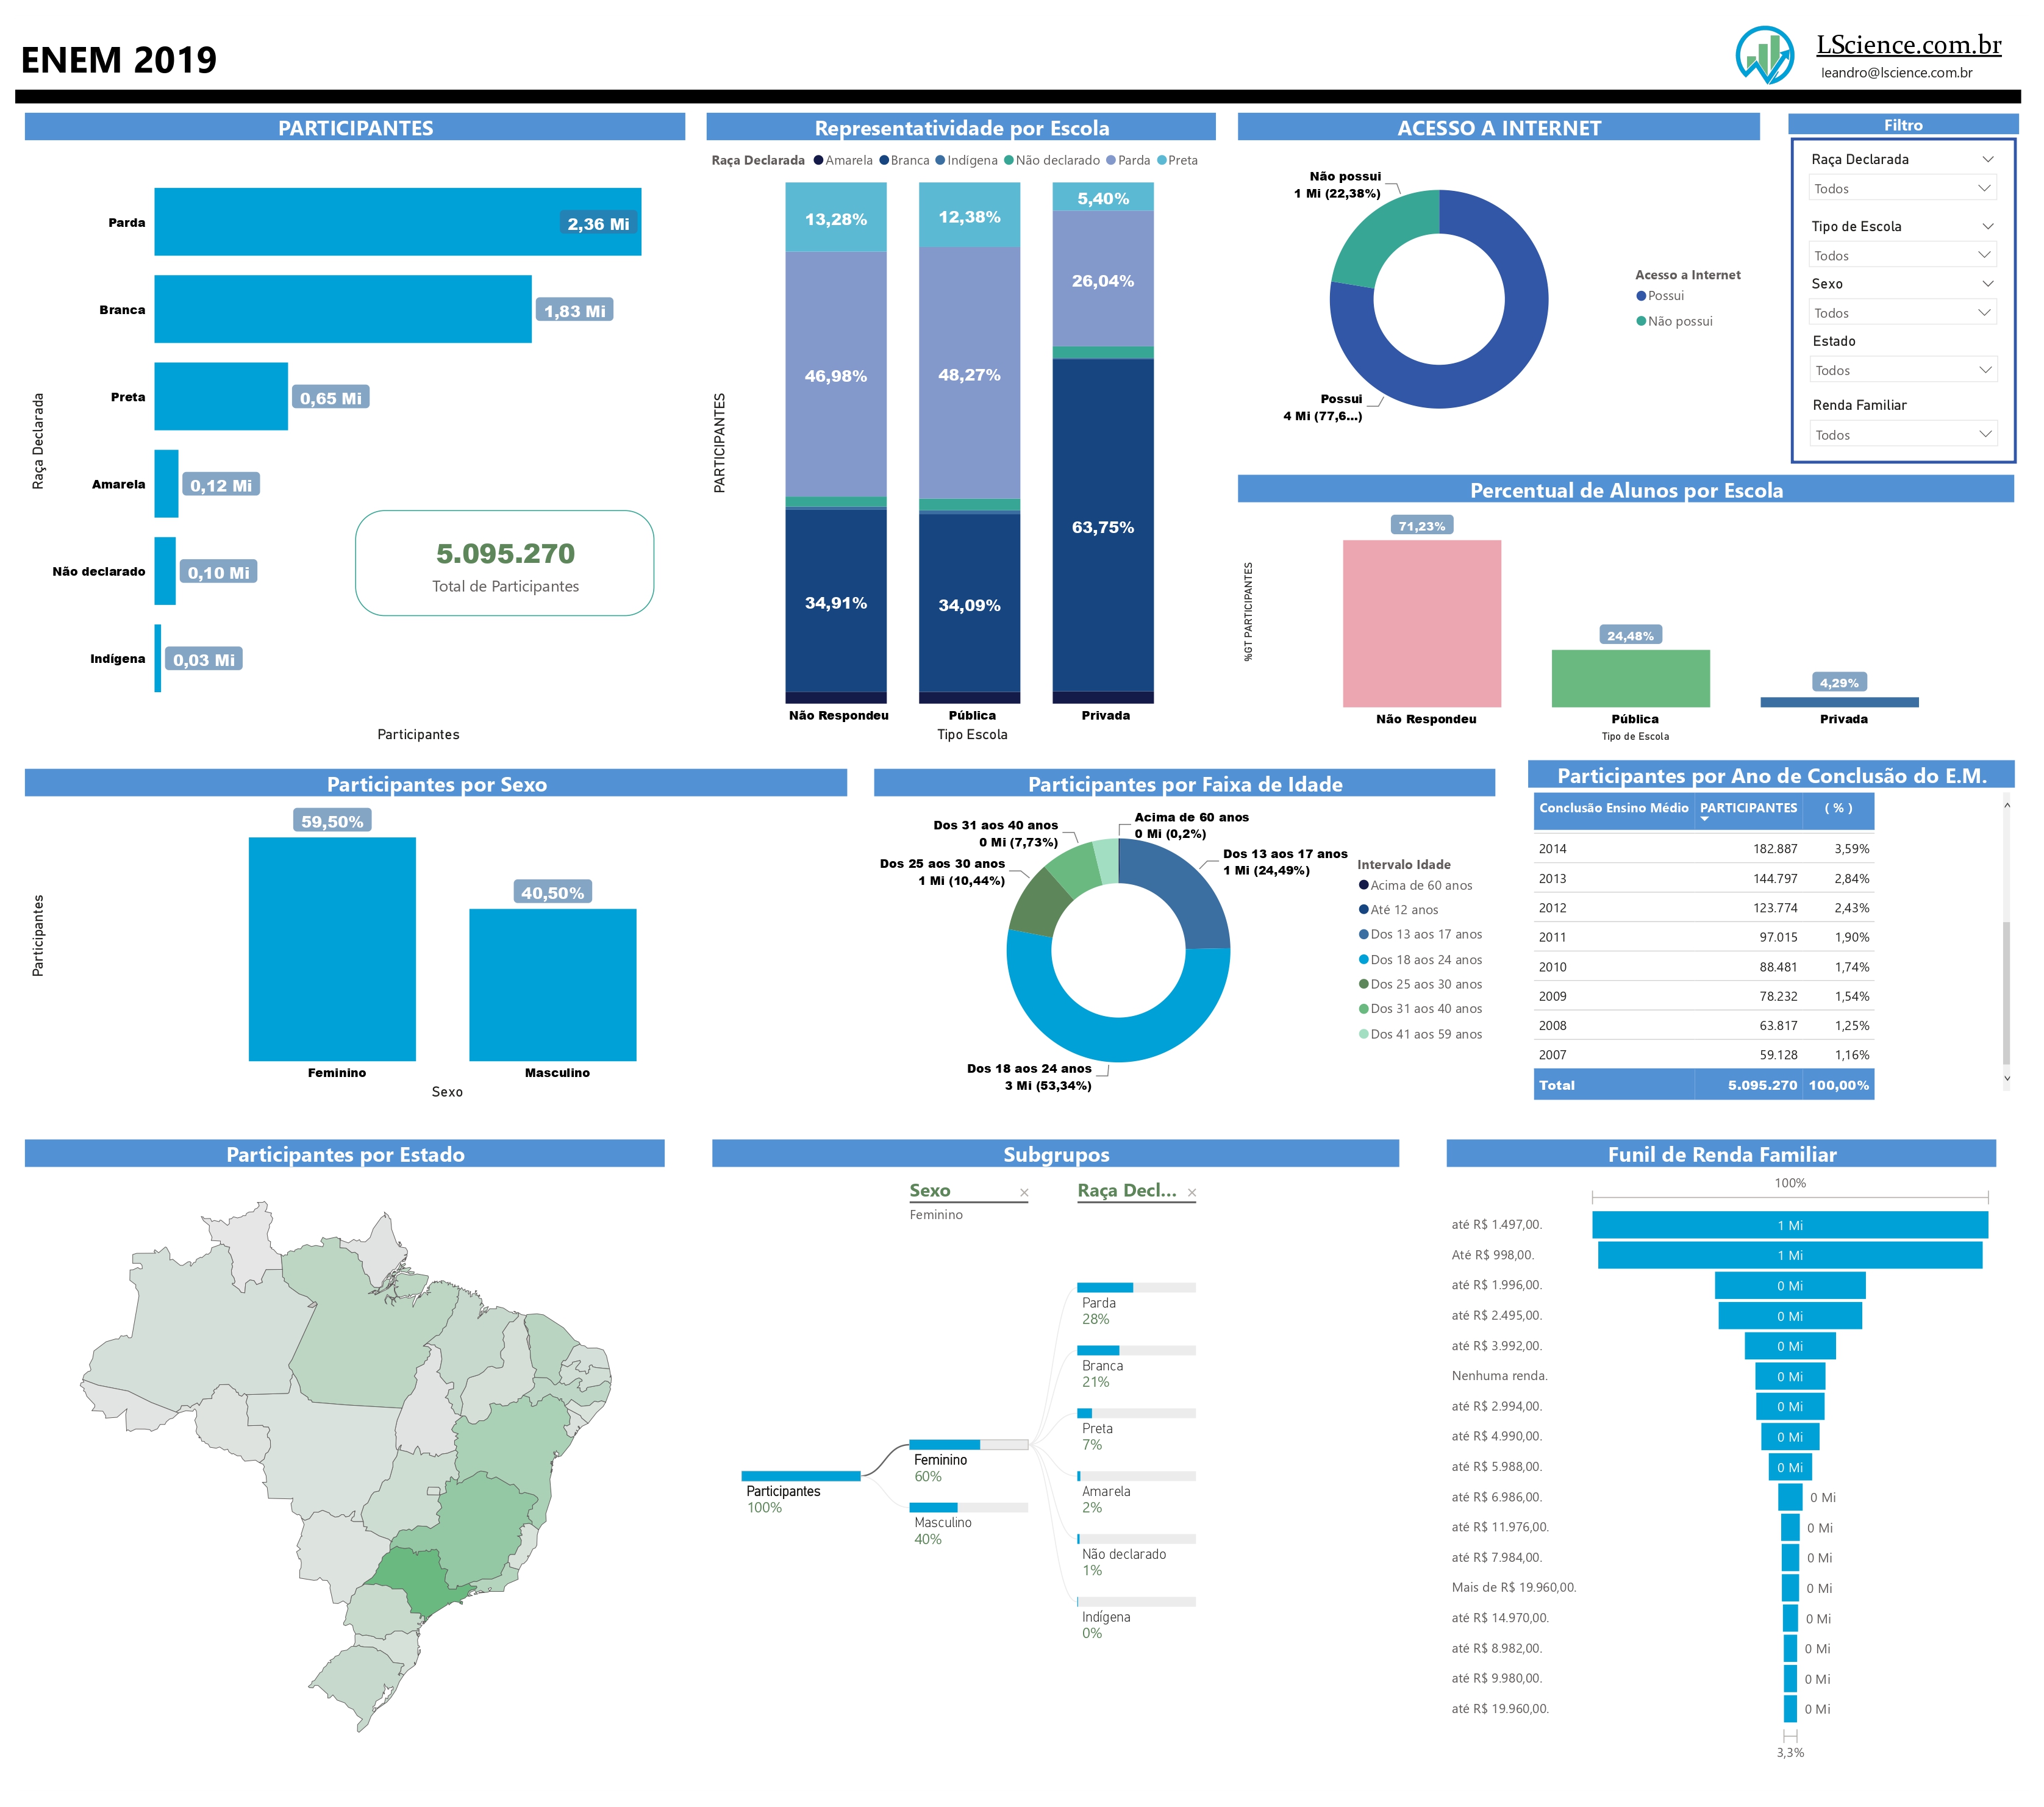 ENEM 2019
LScience.com.br
leandro@lscience.com.br
PARTICIPANTES
Raça Declarada
Parda
2,36 Mi
Branca
1,83 Mi
Preta
0,65 Mi
Amarela
0,12 Mi
Não declarado
0,10 Mi
Indígena
0,03 Mi
5.095.270
Total de Participantes
Participantes
Representatividade por Escola
Raça Declarada Amarela Branca Indígena Não declarado Parda Preta
PARTICIPANTES
13,28%
46,98%
34,91%
12,38%
48,27%
34,09%
5,40%
26,04%
63,75%
Não Respondeu Pública Privada
Tipo Escola
ACESSO A INTERNET
Não possui
1 Mi (22,38%)
Possui
4 Mi (77,6...)
Acesso a Internet
Possui
Não possui
Filtro
Raça Declarada
Todos
Tipo de Escola
Todos
Sexo
Todos
Estado
Todos
Renda Familiar
Todos
Percentual de Alunos por Escola
%GT PARTICIPANTES
71,23%
24,48%
4,29%
Não Respondeu Pública Privada
Tipo de Escola
Participantes por Sexo
Participantes
59,50%
40,50%
Feminino Masculino
Sexo
Participantes por Faixa de Idade
Acima de 60 anos
0 Mi (0,2%)
Dos 13 aos 17 anos
1 Mi (24,49%)
Dos 31 aos 40 anos
0 Mi (7,73%)
Dos 25 aos 30 anos
1 Mi (10,44%)
Dos 18 aos 24 anos
3 Mi (53,34%)
Intervalo Idade
Acima de 60 anos
Até 12 anos
Dos 13 aos 17 anos
Dos 18 aos 24 anos
Dos 25 aos 30 anos
Dos 31 aos 40 anos
Dos 41 aos 59 anos
Participantes por Ano de Conclusão do E.M.
Conclusão Ensino Médio PARTICIPANTES ( % )
2014 182.887 3,59%
2013 144.797 2,84%
2012 123.774 2,43%
2011 97.015 1,90%
2010 88.481 1,74%
2009 78.232 1,54%
2008 63.817 1,25%
2007 59.128 1,16%
Total 5.095.270 100,00%
Participantes por Estado
Subgrupos
Sexo
Feminino
Raça Decl...
Participantes
100%
Feminino
60%
Masculino
40%
Parda
28%
Branca
21%
Preta
7%
Amarela
2%
Não declarado
1%
Indígena
0%
Funil de Renda Familiar
100%
até R$ 1.497,00. 1 Mi
Até R$ 998,00. 1 Mi
até R$ 1.996,00. 0 Mi
até R$ 2.495,00. 0 Mi
até R$ 3.992,00. 0 Mi
Nenhuma renda. 0 Mi
até R$ 2.994,00. 0 Mi
até R$ 4.990,00. 0 Mi
até R$ 5.988,00. 0 Mi
até R$ 6.986,00. 0 Mi
até R$ 11.976,00. 0 Mi
até R$ 7.984,00. 0 Mi
Mais de R$ 19.960,00. 0 Mi
até R$ 14.970,00. 0 Mi
até R$ 8.982,00. 0 Mi
até R$ 9.980,00. 0 Mi
até R$ 19.960,00. 0 Mi
3,3%